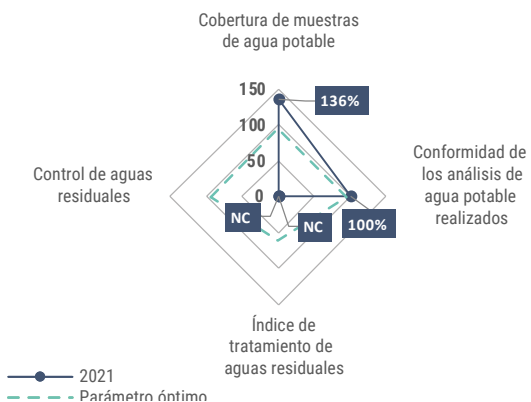 Cobertura de muestras
de agua potable
150
136%
100
Conformidad de
los análisis de
agua potable
realizados
50
Control de aguas
residuales
0
NC
NC
100%
Índice de
tratamiento de
aguas residuales
2021
Parámetro óptimo